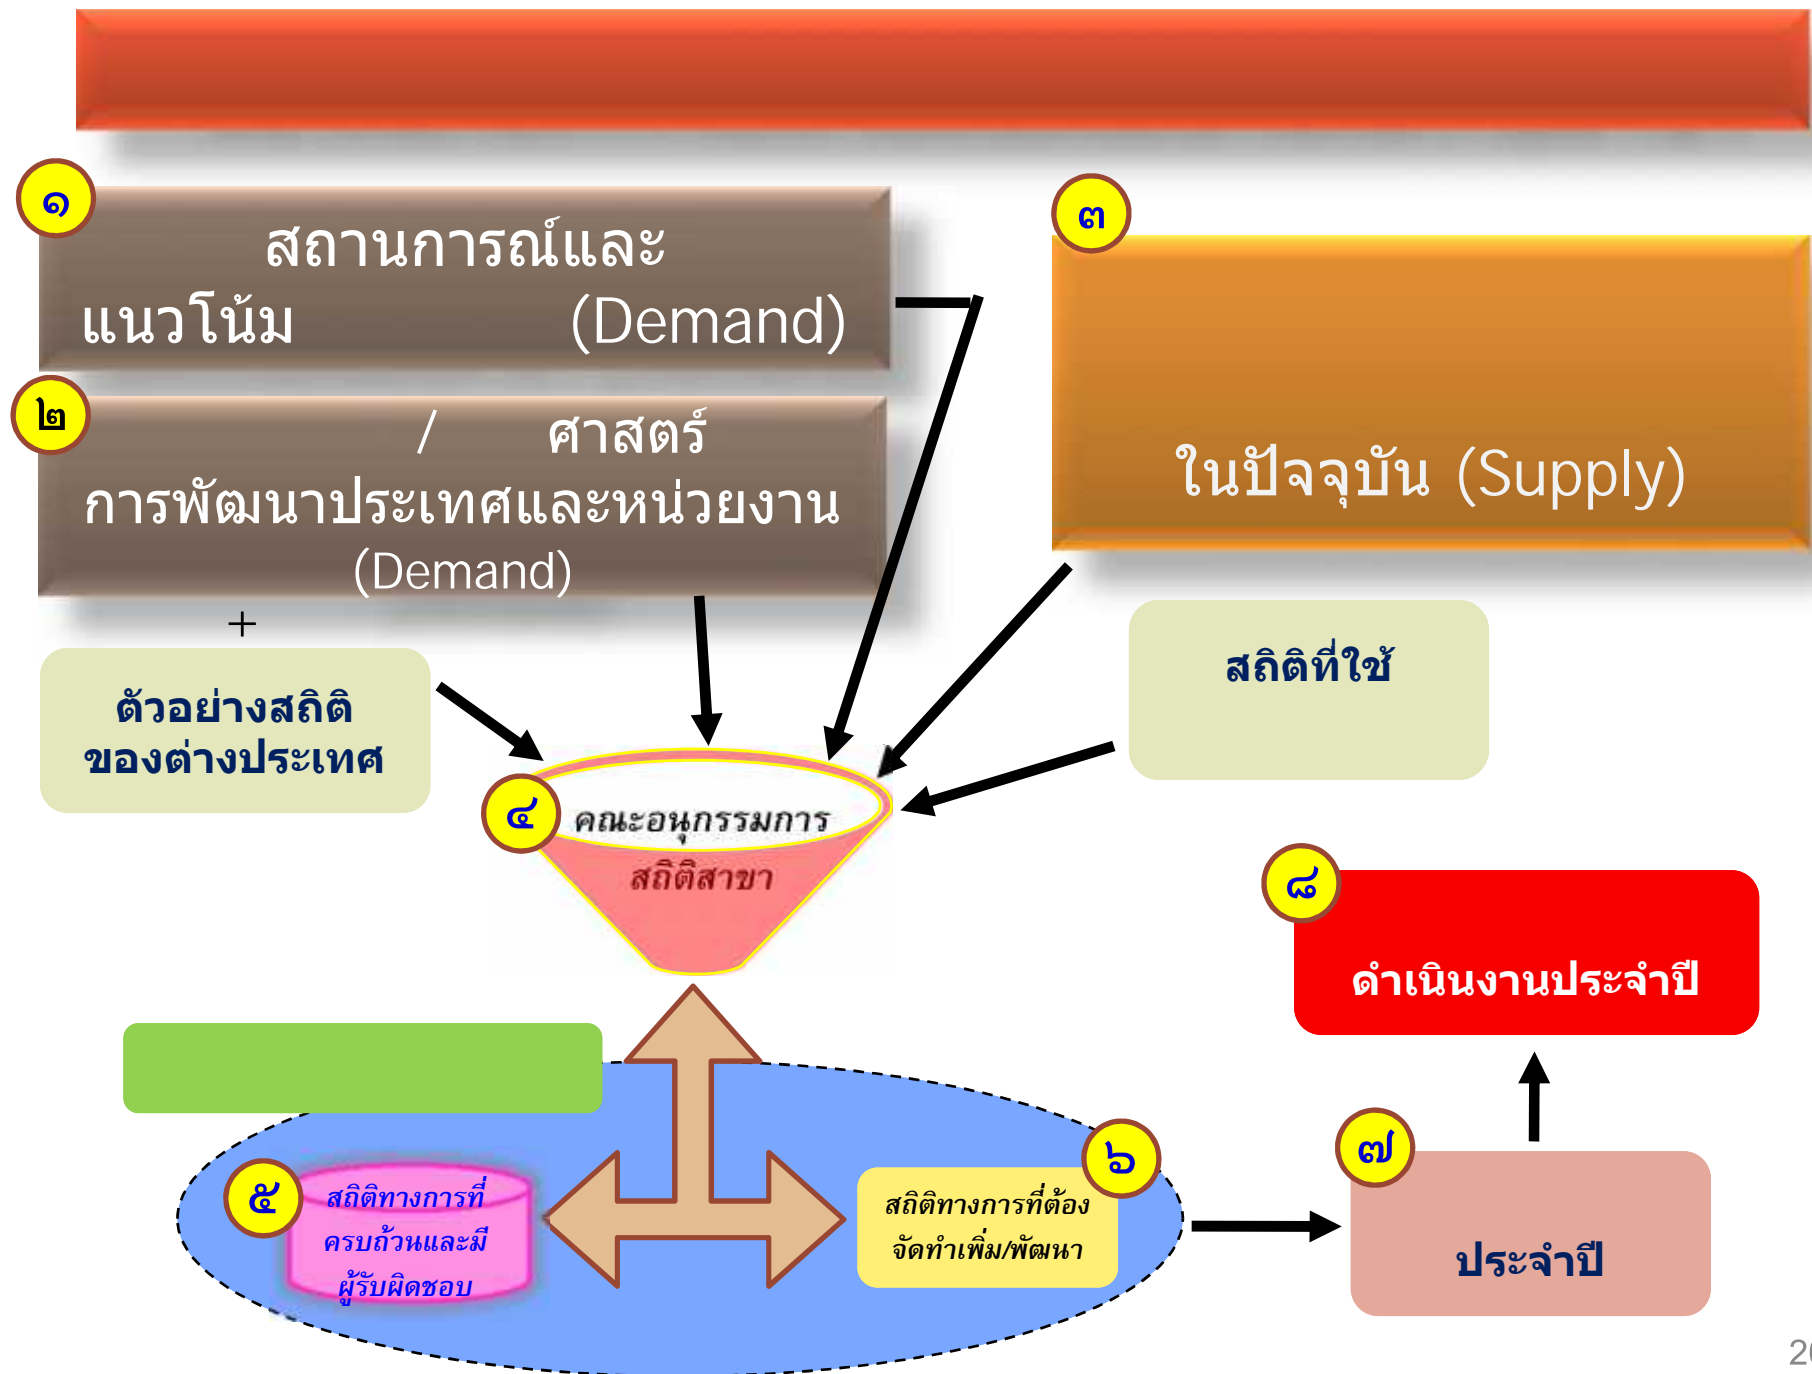 ๑
สถานการณ์และ
แนวโน้ม (Demand)
๒
/ ศาสตร์
การพัฒนาประเทศและหน่วยงาน
(Demand)
+
ตัวอย่างสถิติ
ของต่างประเทศ
๓
ในปัจจุบัน (Supply)
สถิติที่ใช้
๔
คณะอนุกรรมการ
สถิติสาขา
๕
สถิติทางการที่
ครบถ้วนและมี
ผู้รับผิดชอบ
๖
สถิติทางการที่ต้อง
จัดทำเพิ่ม/พัฒนา
๗
ประจำปี
๘
ดำเนินงานประจำปี